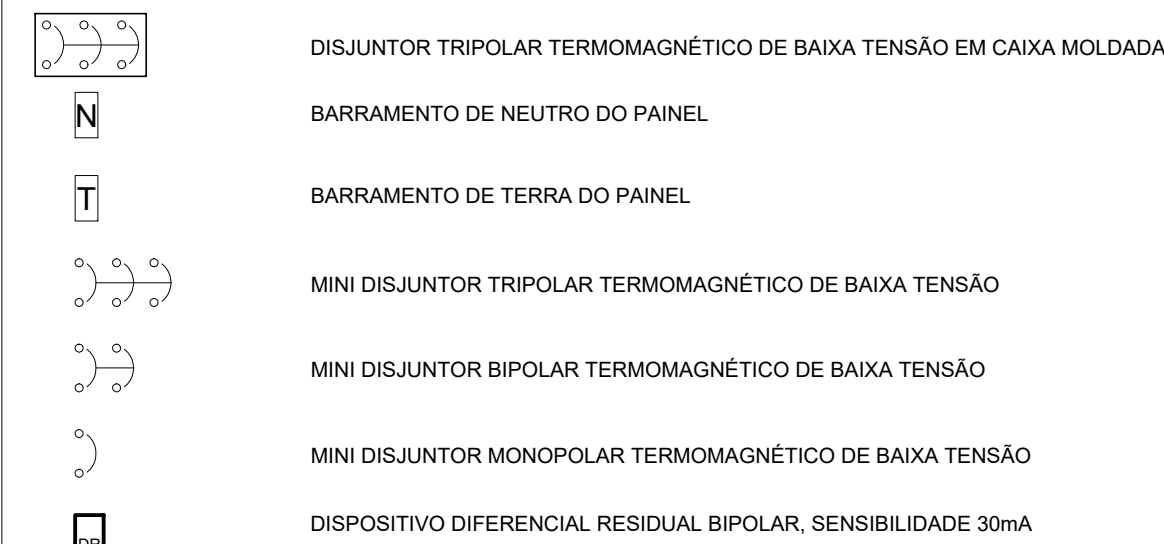 DISJUNTOR TRIPOLAR TERMOMAGNÉTICO DE BAIXA TENSÃO EM CAIXA MOLDADA
N BARRAMENTO DE NEUTRO DO PAINEL
T BARRAMENTO DE TERRA DO PAINEL
MINI DISJUNTOR TRIPOLAR TERMOMAGNÉTICO DE BAIXA TENSÃO
MINI DISJUNTOR BIPOLAR TERMOMAGNÉTICO DE BAIXA TENSÃO
MINI DISJUNTOR MONOPOLAR TERMOMAGNÉTICO DE BAIXA TENSÃO
DISPOSITIVO DIFERENCIAL RESIDUAL BIPOLAR, SENSIBILIDADE 30mA